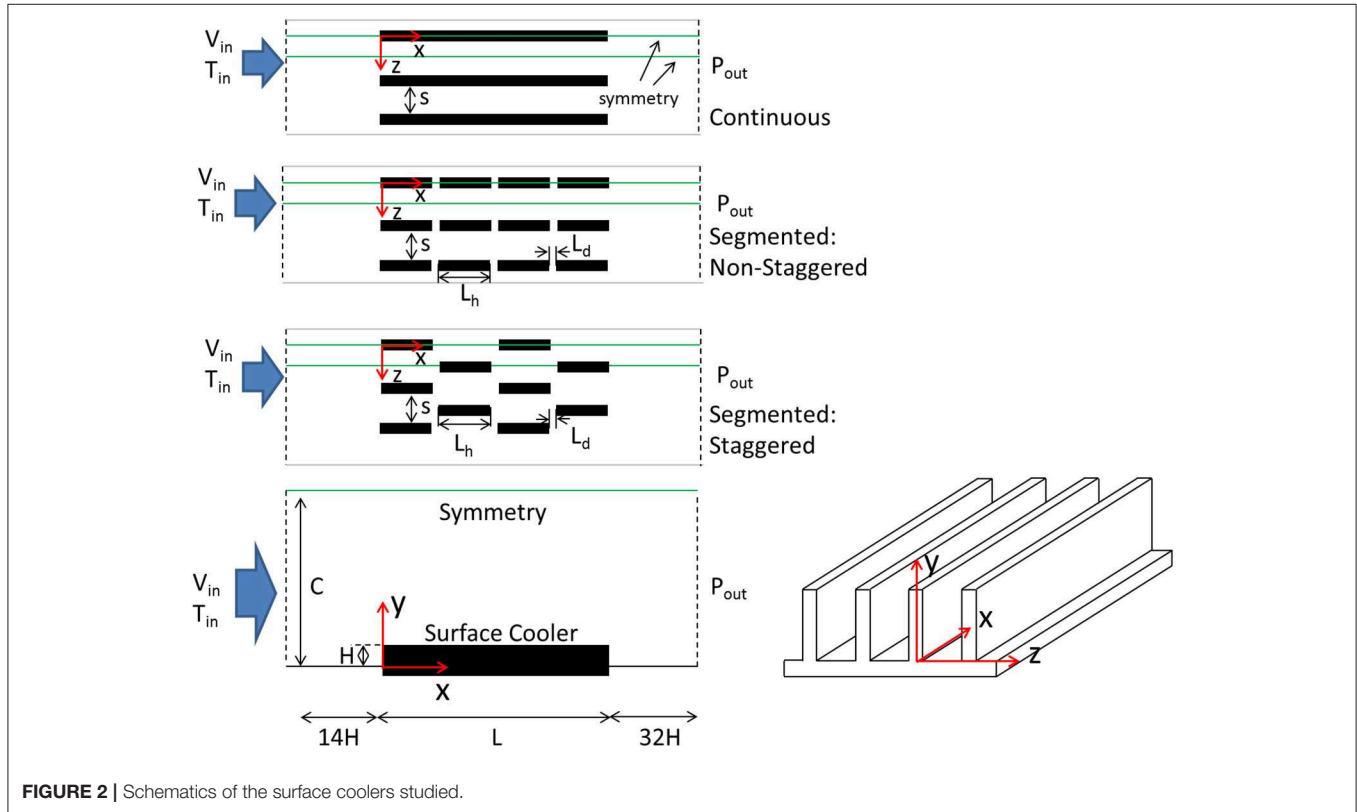 V_in
T_in
x
z
s
symmetry
P_out
Continuous
V_in
T_in
x
z
s
L_h
L_d
P_out
Segmented:
Non-Staggered
V_in
T_in
x
z
s
L_h
L_d
P_out
Segmented:
Staggered
Symmetry
V_in
T_in
C
y
H
Surface Cooler
x
P_out
14H
L
32H
y
x
z
FIGURE 2 | Schematics of the surface coolers studied.